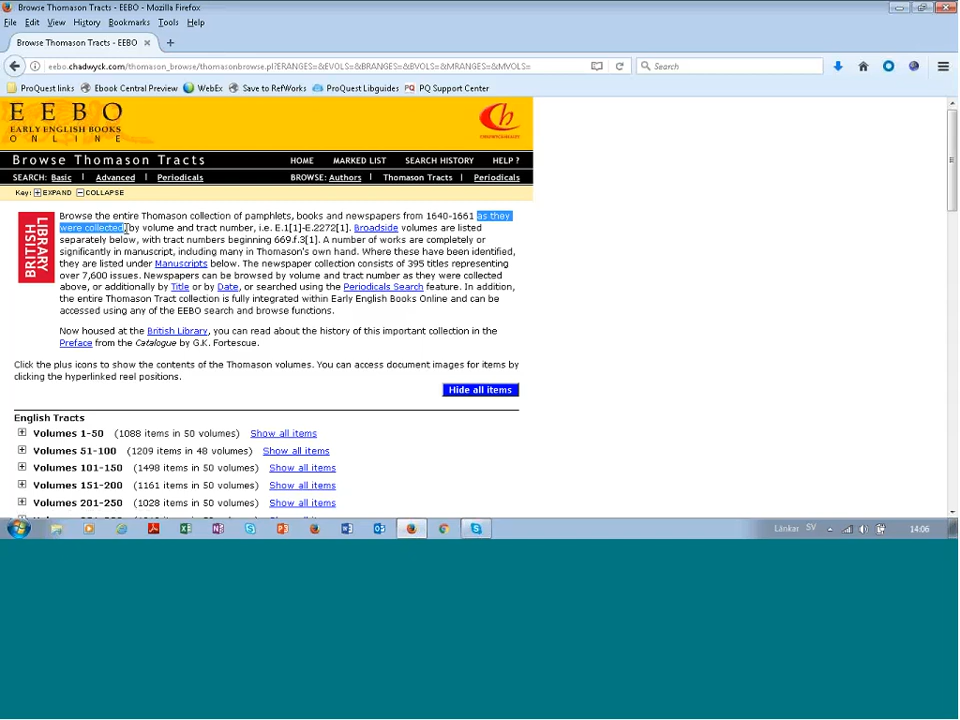 Browse Thomason Tracts - EEBO - Mozilla Firefox
File Edit View History Bookmarks Tools Help
Browse Thomason Tracts - EEBO
eebo.chadwyck.com/thomason_browse/thomasonbrowse.pl?ERANGES=&EVOLS=&BRANGES=&BVOLS=&MRANGES=&MVOLS=
Search
ProQuest links Ebook Central Preview WebEx Save to RefWorks ProQuest Libguides PQ PQ Support Center
EEBO
EARLY ENGLISH BOOKS
ONLINE
Ch
CHADWYCK-HEALEY
Browse Thomason Tracts HOME MARKED LIST SEARCH HISTORY HELP ?
SEARCH: Basic | Advanced | Periodicals BROWSE: Authors | Thomason Tracts | Periodicals
Key: EXPAND COLLAPSE
BRITISH LIBRARY
Browse the entire Thomason collection of pamphlets, books and newspapers from 1640-1661 as they
were collected by volume and tract number, i.e. E.1[1]-E.2272[1]. Broadside volumes are listed
separately below, with tract numbers beginning 669.f.3[1]. A number of works are completely or
significantly in manuscript, including many in Thomason's own hand. Where these have been identified,
they are listed under Manuscripts below. The newspaper collection consists of 395 titles representing
over 7,600 issues. Newspapers can be browsed by volume and tract number as they were collected
above, or additionally by Title or by Date, or searched using the Periodicals Search feature. In addition,
the entire Thomason Tract collection is fully integrated within Early English Books Online and can be
accessed using any of the EEBO search and browse functions.
Now housed at the British Library, you can read about the history of this important collection in the
Preface from the Catalogue by G.K. Fortescue.
Click the plus icons to show the contents of the Thomason volumes. You can access document images for items by
clicking the hyperlinked reel positions.
Hide all items
English Tracts
Volumes 1-50 (1088 items in 50 volumes) Show all items
Volumes 51-100 (1209 items in 48 volumes) Show all items
Volumes 101-150 (1498 items in 50 volumes) Show all items
Volumes 151-200 (1161 items in 50 volumes) Show all items
Volumes 201-250 (1028 items in 50 volumes) Show all items
Länkar SV 14:06